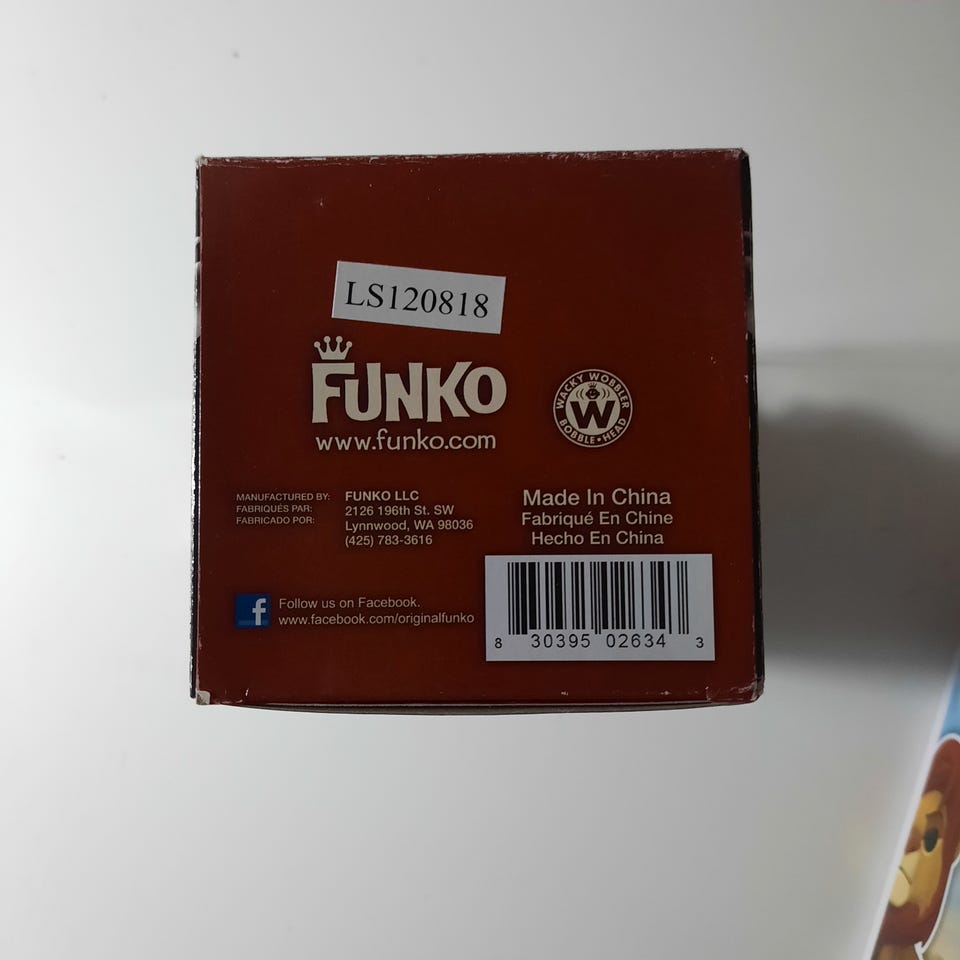 LS120818
FUNKO
www.funko.com
WACKY WOBBLER
W
BOBBLE • HEAD
MANUFACTURED BY:
FABRIQUÉS PAR:
FABRICADO POR:
FUNKO LLC
2126 196th St. SW
Lynnwood, WA 98036
(425) 783-3616
Made In China
Fabriqué En Chine
Hecho En China
f
Follow us on Facebook.
www.facebook.com/originalfunko
8 30395 02634 3